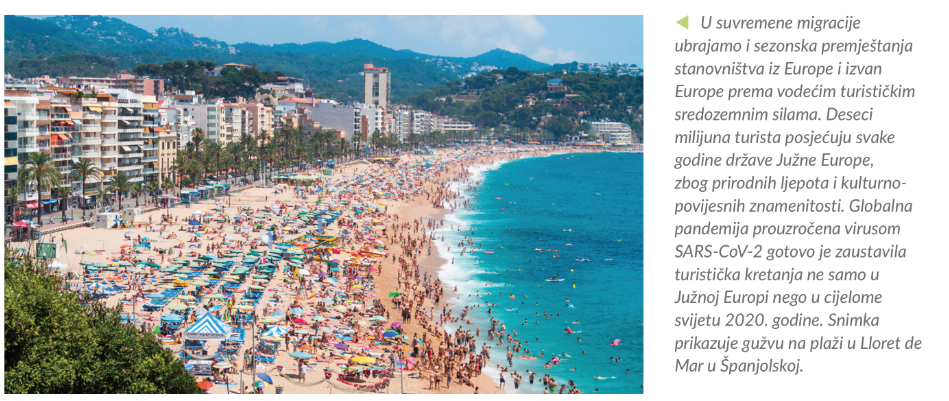 U suvremene migracije
ubrajamo i sezonska premještanja
stanovništva iz Europe i izvan
Europe prema vodećim turističkim
sredozemnim silama. Deseci
milijuna turista posjećuju svake
godine države Južne Europe,
zbog prirodnih ljepota i kulturno-
povijesnih znamenitosti. Globalna
pandemija prouzročena virusom
SARS-CoV-2 gotovo je zaustavila
turistička kretanja ne samo u
Južnoj Europi nego u cijelome
svijetu 2020. godine. Snimka
prikazuje gužvu na plaži u Lloret de
Mar u Španjolskoj.